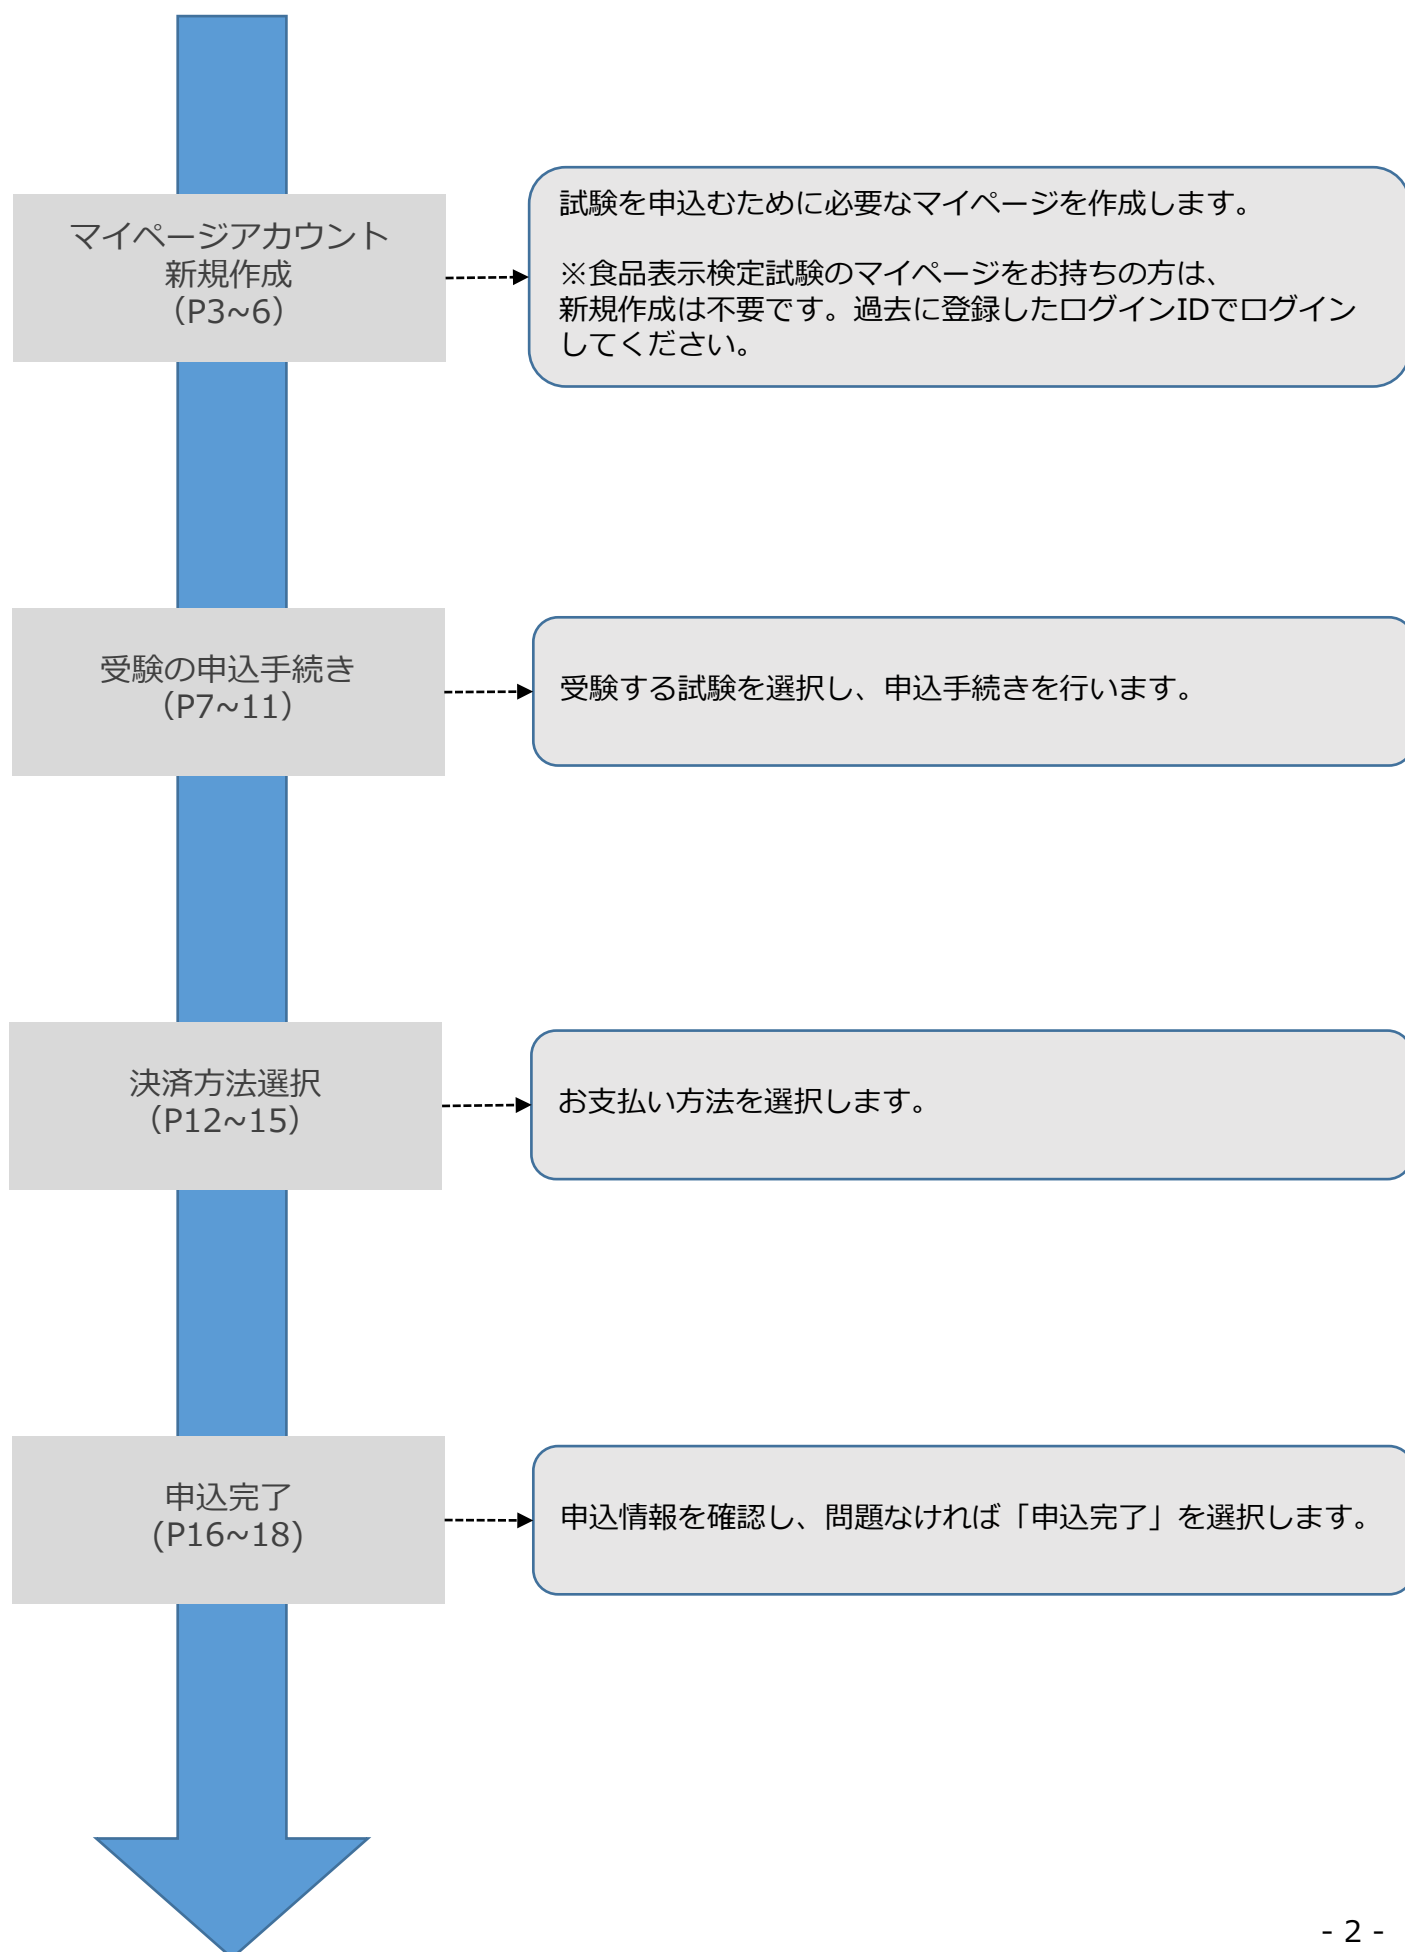 マイページアカウント
新規作成
（P3~6）
試験を申込むために必要なマイページを作成します。
※食品表示検定試験のマイページをお持ちの方は、
新規作成は不要です。過去に登録したログインIDでログイン
してください。
受験の申込手続き
（P7~11）
受験する試験を選択し、申込手続きを行います。
決済方法選択
（P12~15）
お支払い方法を選択します。
申込完了
（P16~18）
申込情報を確認し、問題なければ「申込完了」を選択します。
- 2 -